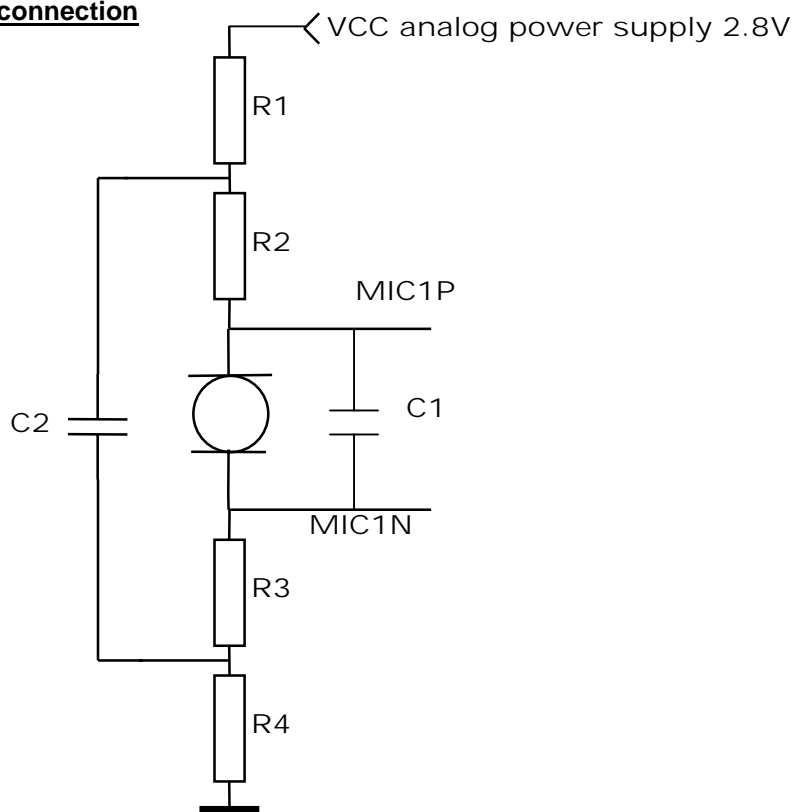 connection
VCC analog power supply 2.8V
R1
R2
MIC1P
C2
C1
MIC1N
R3
R4